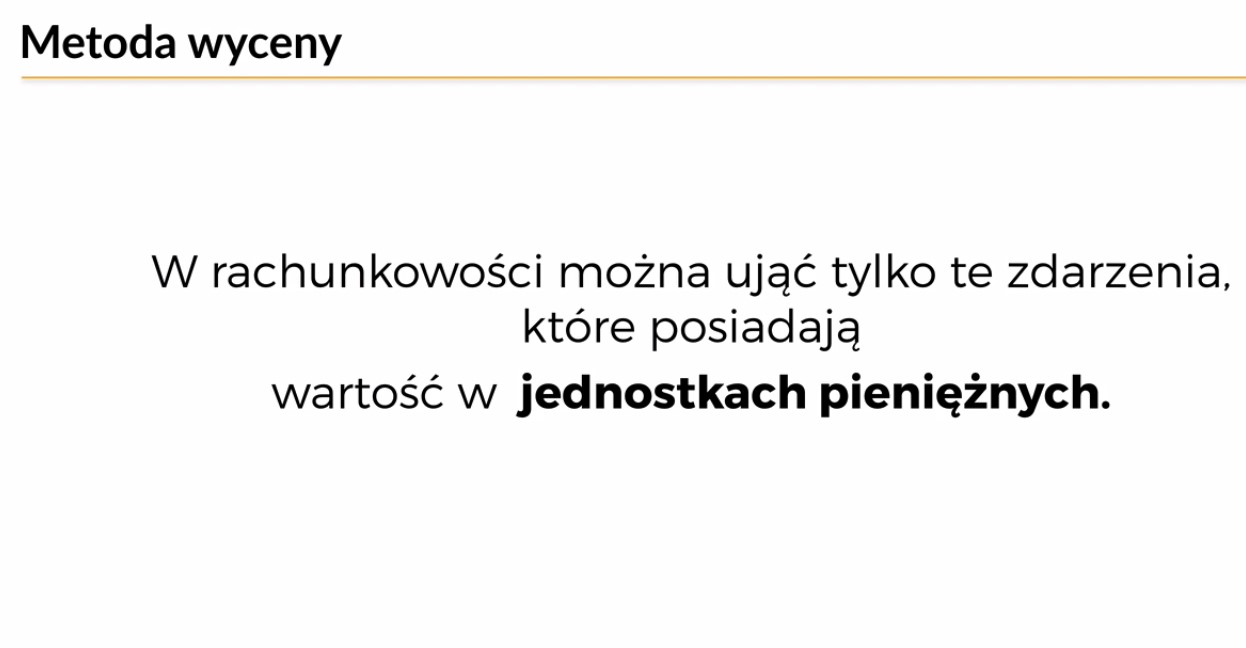 Metoda wyceny
W rachunkowości można ująć tylko te zdarzenia,
które posiadają
wartość w jednostkach pieniężnych.